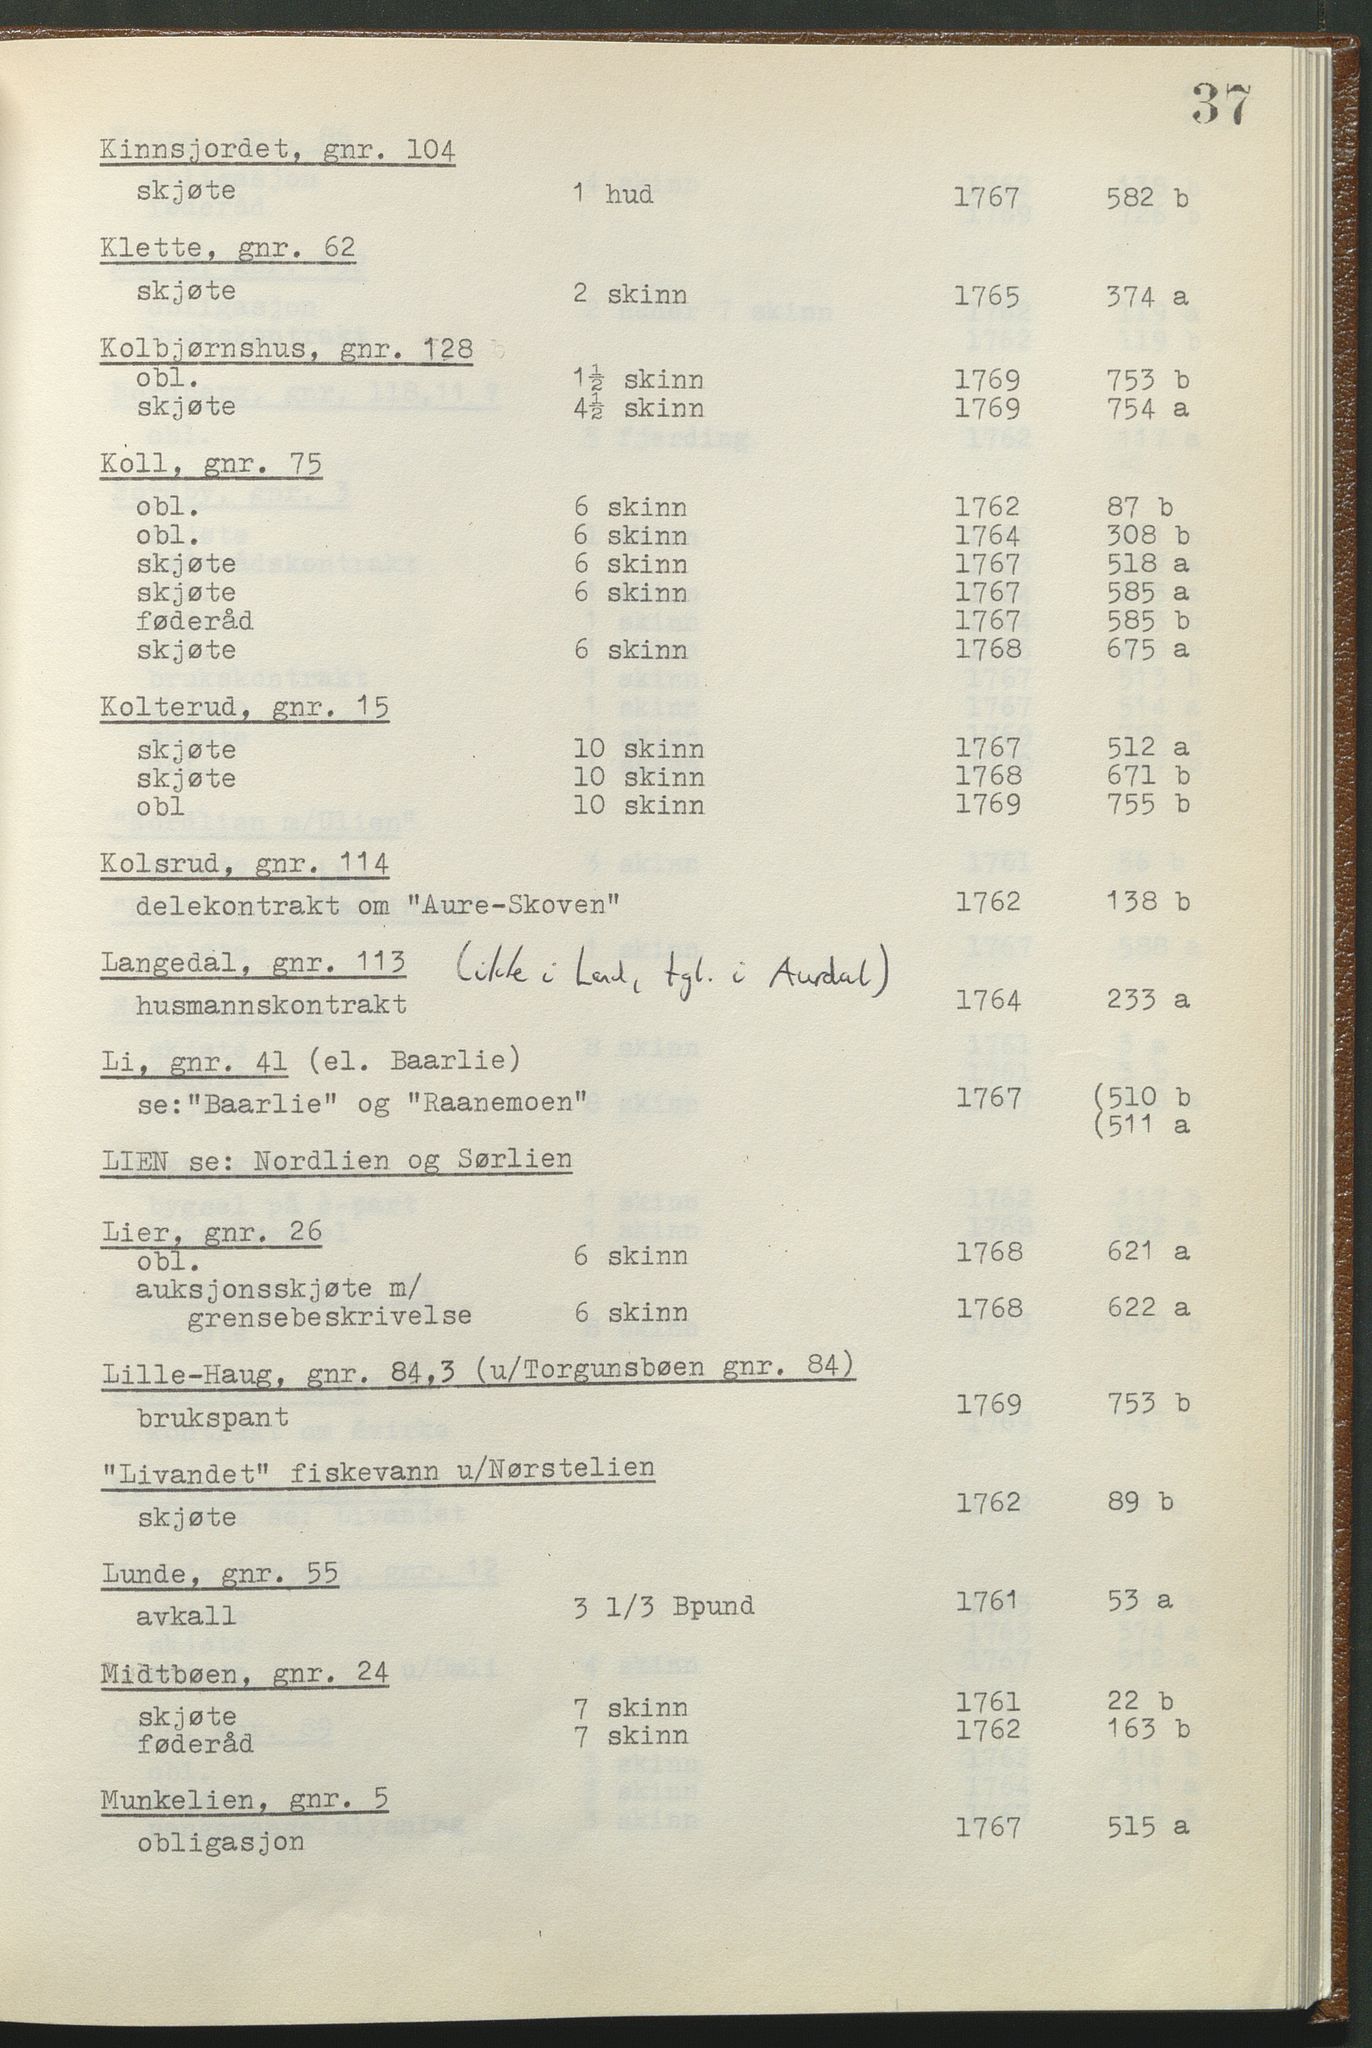 37
Kinnsjordet, gnr. 104
skjøte 1 hud 1767 582 b
Klette, gnr. 62
skjøte 2 skinn 1765 374 a
Kolbjørnshus, gnr. 128
obl. 1½ skinn 1769 753 b
skjøte 4½ skinn 1769 754 a
Koll, gnr. 75
obl. 6 skinn 1762 87 b
obl. 6 skinn 1764 308 b
skjøte 6 skinn 1767 518 a
skjøte 6 skinn 1767 585 a
føderåd 1767 585 b
skjøte 6 skinn 1768 675 a
Kolterud, gnr. 15
skjøte 10 skinn 1767 512 a
skjøte 10 skinn 1768 671 b
obl 10 skinn 1769 755 b
Kolsrud, gnr. 114
delekontrakt om "Aure-Skoven" 1762 138 b
Langedal, gnr. 113 (ikke i Land, tgl. i Aurdal)
husmannskontrakt 1764 233 a
Li, gnr. 41 (el. Baarlie)
se:"Baarlie" og "Raanemoen" 1767 (510 b
(511 a
LIEN se: Nordlien og Sørlien
Lier, gnr. 26
obl. 6 skinn 1768 621 a
auksjonsskjøte m/
grensebeskrivelse 6 skinn 1768 622 a
Lille-Haug, gnr. 84,3 (u/Torgunsbøen gnr. 84)
brukspant 1769 753 b
"Livandet" fiskevann u/Nørstelien
skjøte 1762 89 b
Lunde, gnr. 55
avkall 3 1/3 Bpund 1761 53 a
Midtbøen, gnr. 24
skjøte 7 skinn 1761 22 b
føderåd 7 skinn 1762 163 b
Munkelien, gnr. 5
obligasjon 1767 515 a